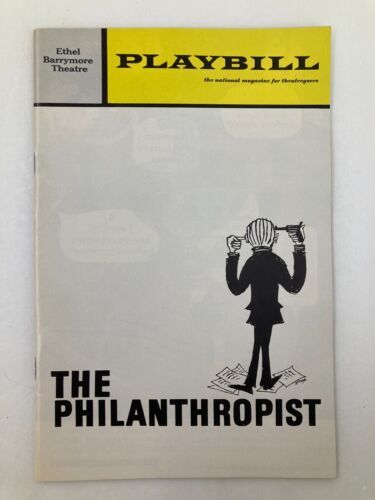 Ethel
Barrymore
Theatre
PLAYBILL
the national magazine for theatregoers
THE
PHILANTHROPIST